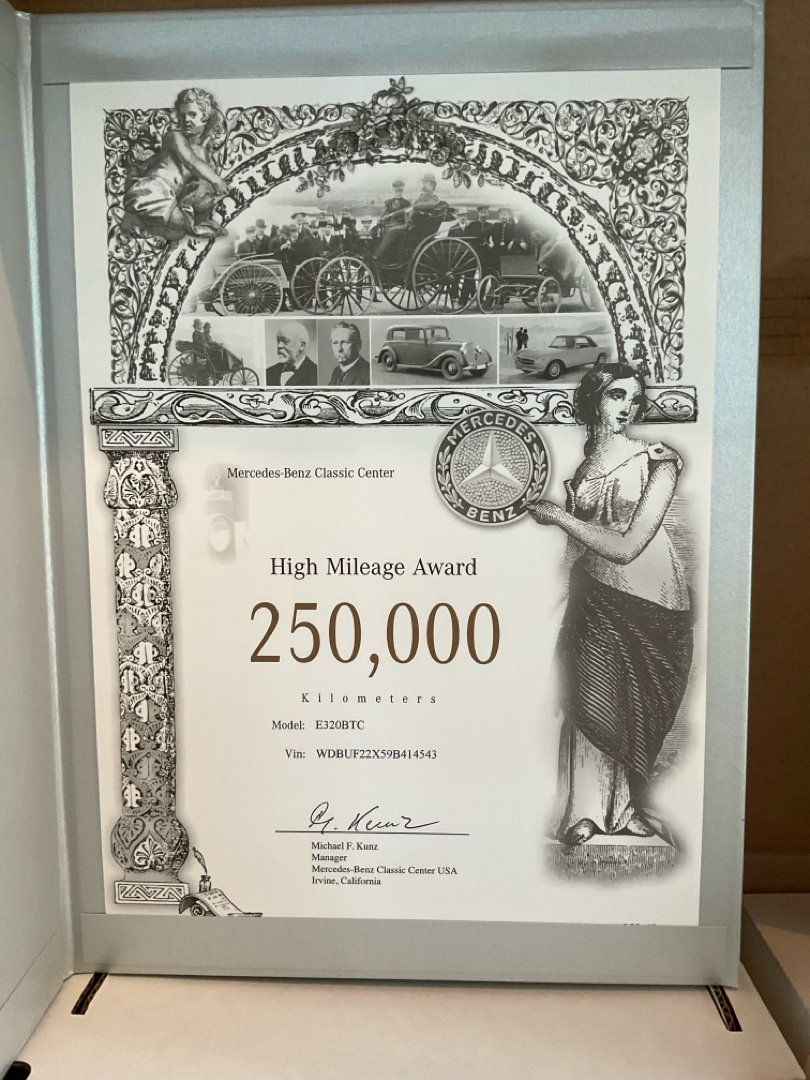 MERCEDES
BENZ
Mercedes-Benz Classic Center
High Mileage Award
250,000
Kilometers
Model: E320BTC
Vin: WDBUF22X59B414543
Michael F. Kunz
Manager
Mercedes-Benz Classic Center USA
Irvine, California